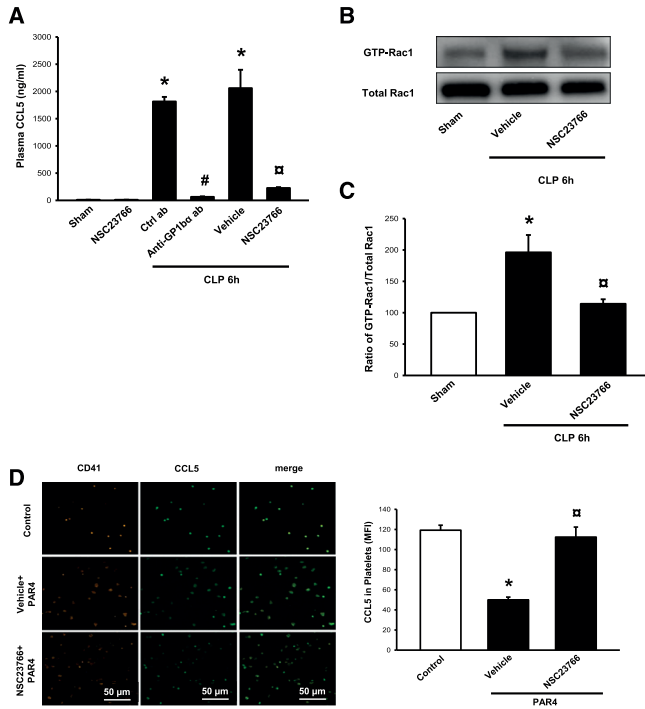 A
Plasma CCL5 (ng/ml)
3000
2500
2000
1500
1000
500
0
*
#
*
¤
Sham
NSC23766
Ctrl ab
Anti-GP1bα ab
Vehicle
NSC23766
CLP 6h
B
GTP-Rac1
Total Rac1
Sham
Vehicle
NSC23766
CLP 6h
C
Ratio of GTP-Rac1/Total Rac1
250
200
150
100
50
0
*
¤
Sham
Vehicle
NSC23766
CLP 6h
D
CD41 CCL5 merge
Control
Vehicle+
PAR4
NSC23766+
PAR4
50 µm 50 µm 50 µm
CCL5 in Platelets (MFI)
140
120
100
80
60
40
20
0
*
¤
Control
Vehicle
NSC23766
PAR4